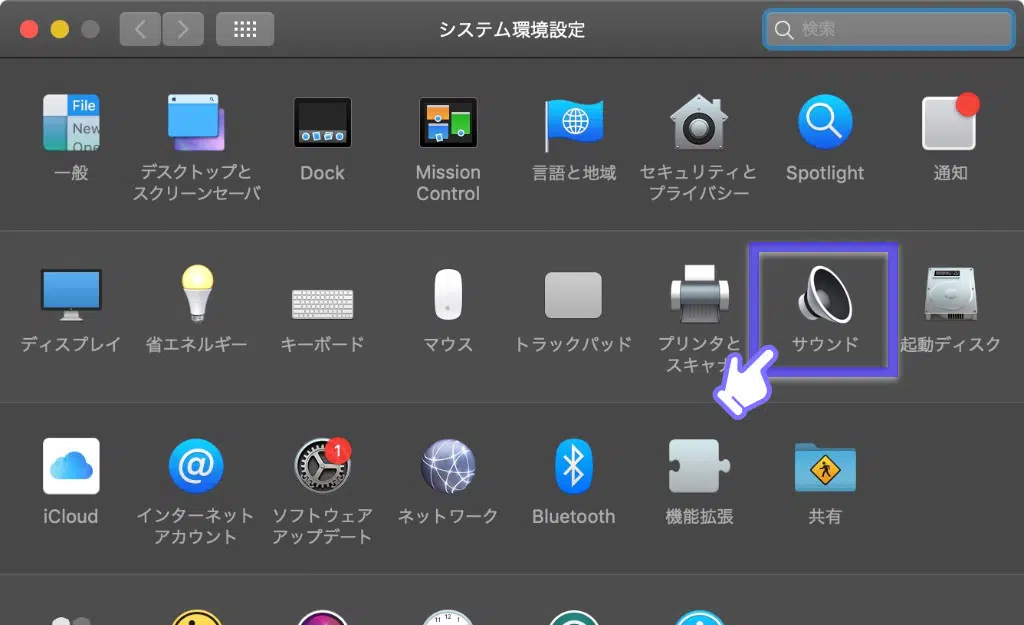 システム環境設定
検索
File
New
一般
デスクトップと
スクリーンセーバ
Dock
Mission
Control
言語と地域
セキュリティと
プライバシー
Spotlight
通知
ディスプレイ
省エネルギー
キーボード
マウス
トラックパッド
プリンタと
スキャナ
サウンド
起動ディスク
iCloud
@
インターネット
アカウント
1
ソフトウェア
アップデート
ネットワーク
Bluetooth
機能拡張
共有
11 12 1